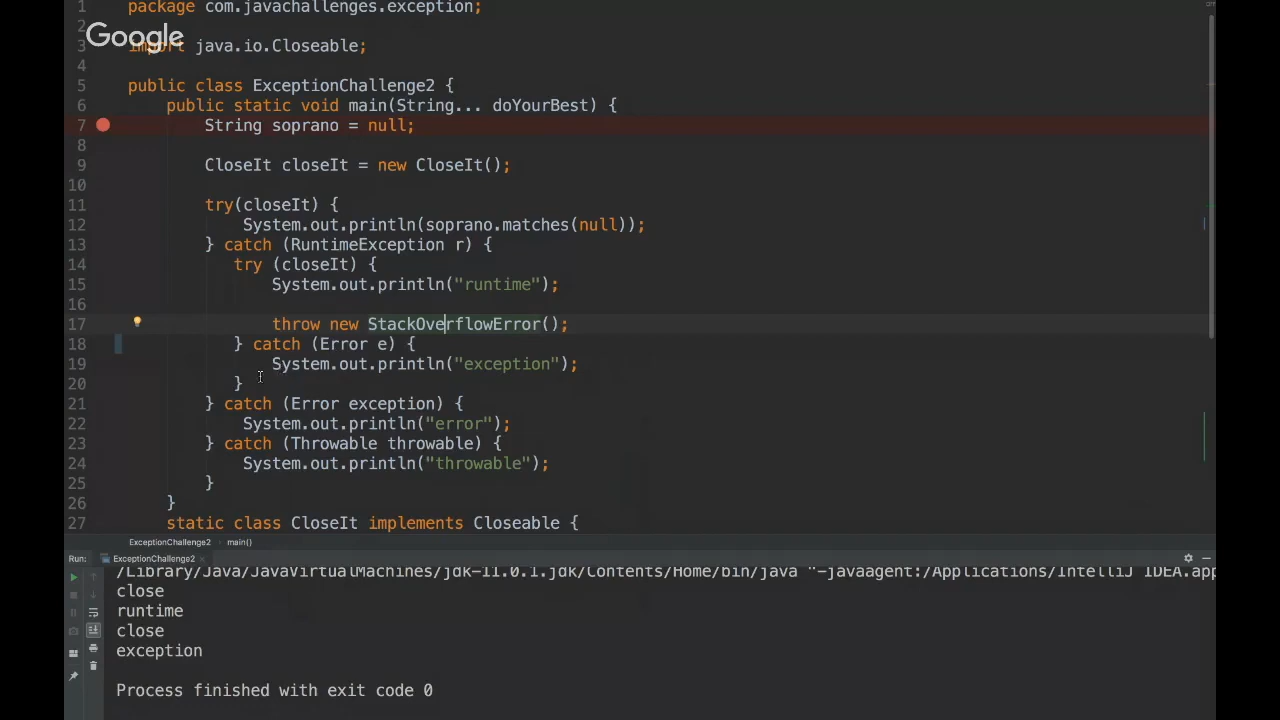 1 package com.javachallenges.exception;
2
Google
3 import java.io.Closeable;
4
5 public class ExceptionChallenge2 {
6 public static void main(String... doYourBest) {
7 String soprano = null;
8
9 CloseIt closeIt = new CloseIt();
10
11 try(closeIt) {
12 System.out.println(soprano.matches(null));
13 } catch (RuntimeException r) {
14 try (closeIt) {
15 System.out.println("runtime");
16
17 throw new StackOverflowError();
18 } catch (Error e) {
19 System.out.println("exception");
20 }
21 } catch (Error exception) {
22 System.out.println("error");
23 } catch (Throwable throwable) {
24 System.out.println("throwable");
25 }
26 }
27 static class CloseIt implements Closeable {
ExceptionChallenge2 › main()
Run: ExceptionChallenge2 ×
/Library/Java/JavaVirtualMachines/jdk-11.0.1.jdk/Contents/Home/bin/java "-javaagent:/Applications/IntelliJ IDEA.app
close
runtime
close
exception
Process finished with exit code 0